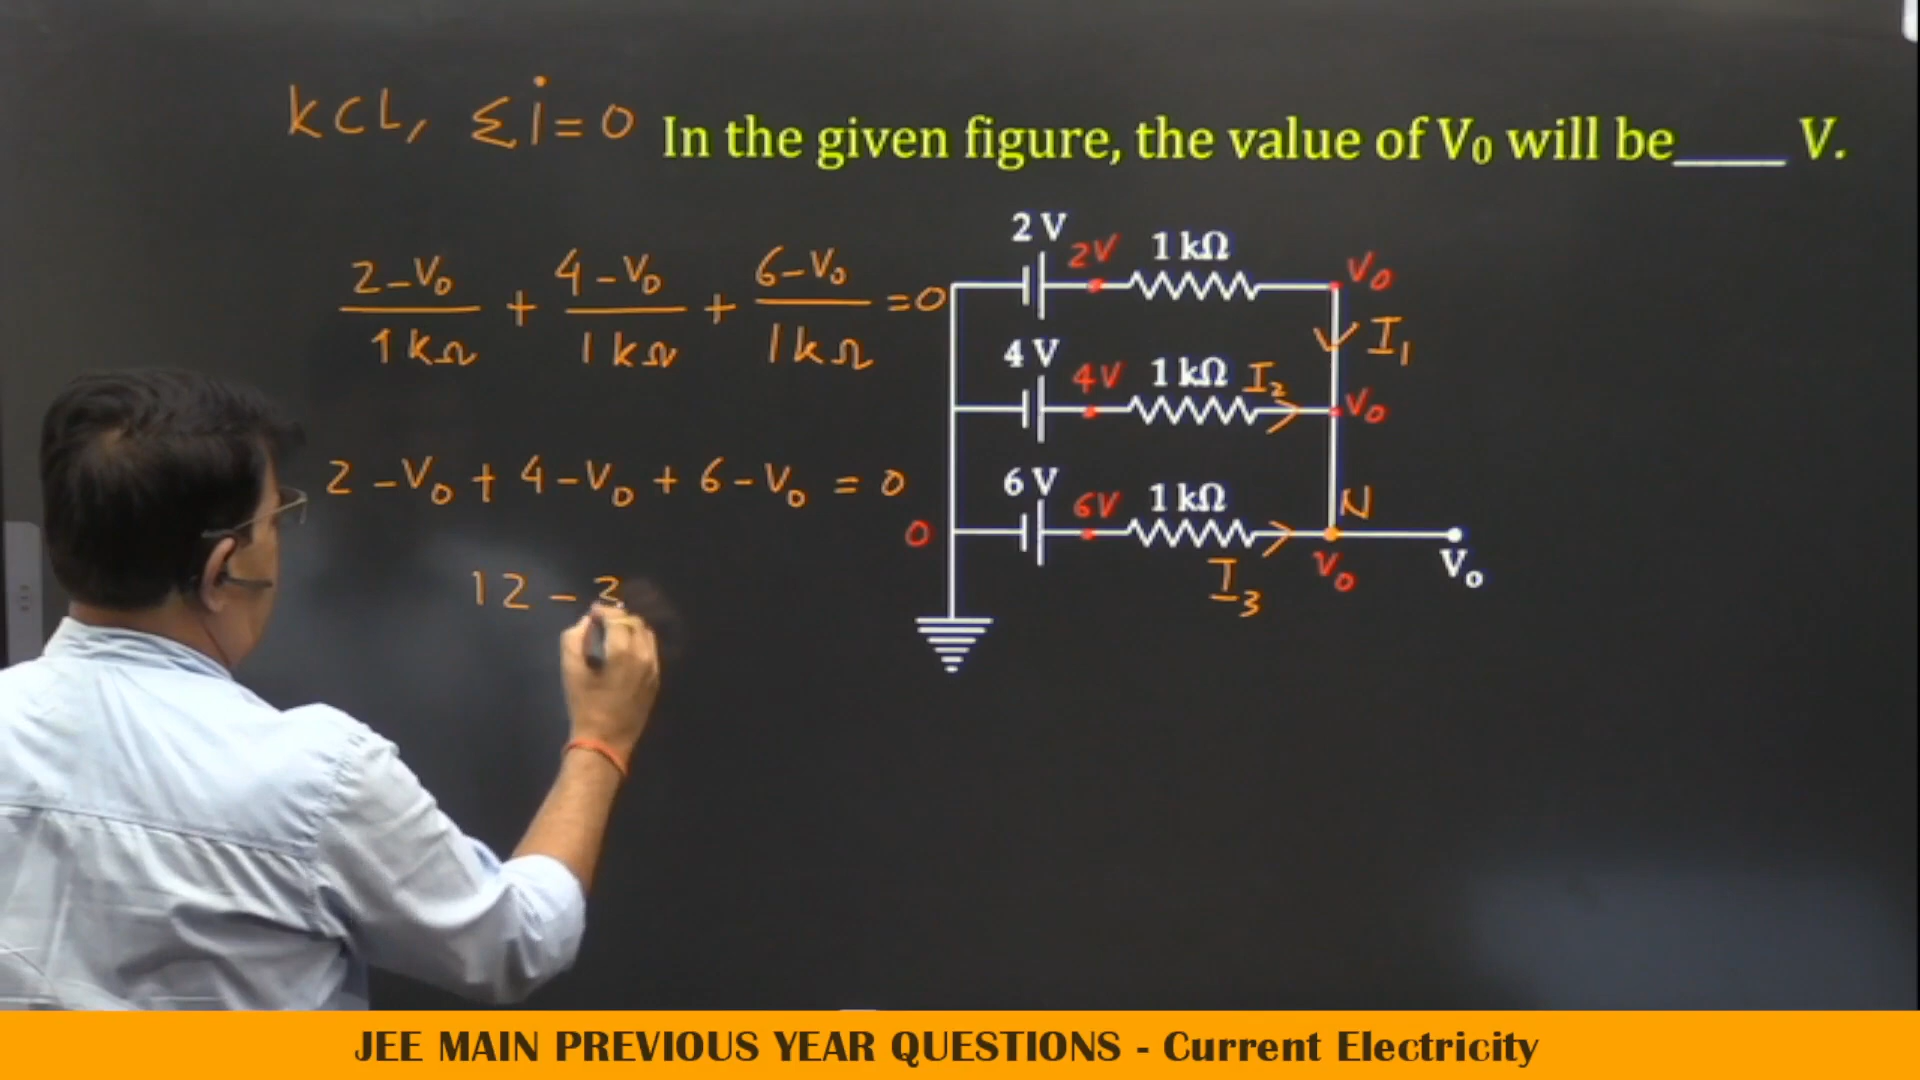 KCL, Σi=0
In the given figure, the value of V₀ will be____ V.
(2-V₀)/1kΩ + (4-V₀)/1kΩ + (6-V₀)/1kΩ =0
2-V₀ + 4-V₀ + 6-V₀ = 0
12-3
2 V
2V
1 kΩ
V₀
I₁
4 V
4V
1 kΩ
I₂
V₀
6 V
6V
1 kΩ
N
0
I₃
V₀
V₀
JEE MAIN PREVIOUS YEAR QUESTIONS - Current Electricity